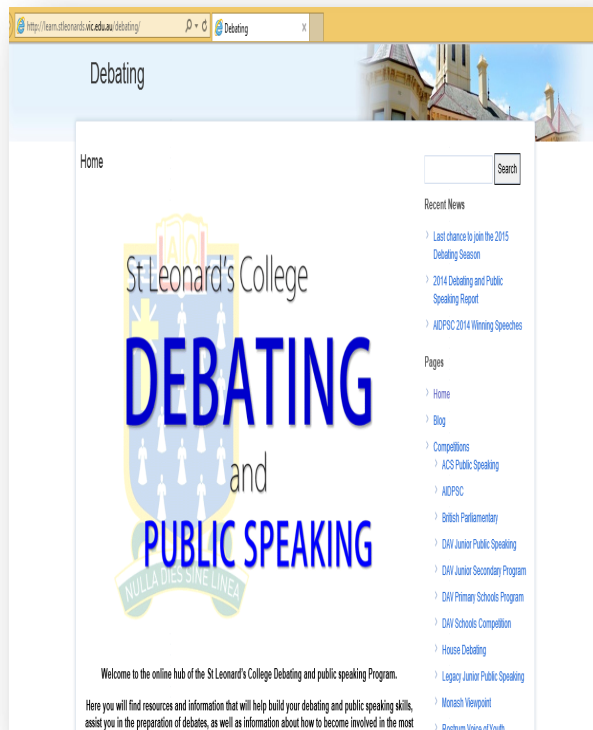 http://learn.stleonards.vic.edu.au/debating/
Debating
X
Debating
Home
St Leonard's College
DEBATING
and
PUBLIC SPEAKING
NULLA DIES SINE LINEA
Welcome to the online hub of the St Leonard's College Debating and public speaking Program.
Here you will find resources and information that will help build your debating and public speaking skills,
assist you in the preparation of debates, as well as information about how to become involved in the most
Search
Recent News
Last chance to join the 2015
Debating Season
2014 Debating and Public
Speaking Report
AIDPSC 2014 Winning Speeches
Pages
Home
Blog
Competitions
ACS Public Speaking
AIDPSC
British Parliamentary
DAV Junior Public Speaking
DAV Junior Secondary Program
DAV Primary Schools Program
DAV Schools Competition
House Debating
Legacy Junior Public Speaking
Monash Viewpoint
Rostrum Voice of Youth